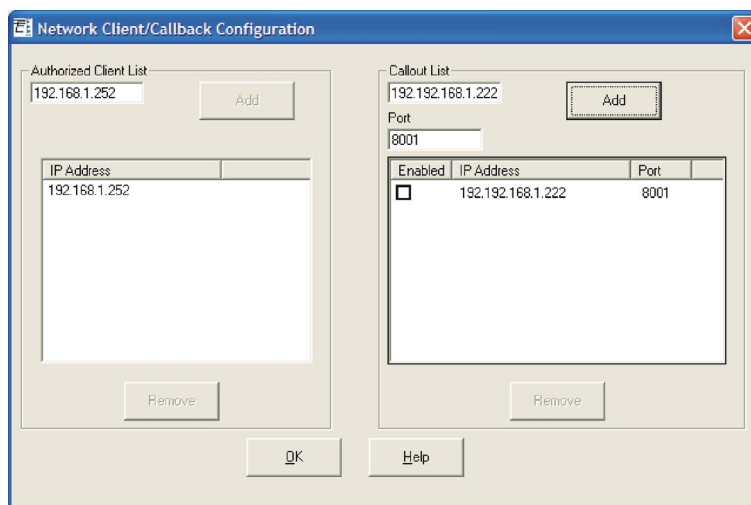 Network Client/Callback Configuration
Authorized Client List
192.168.1.252
Add
IP Address
192.168.1.252
Remove
Callout List
192.192.168.1.222
Add
Port
8001
Enabled IP Address Port
192.192.168.1.222 8001
Remove
OK
Help